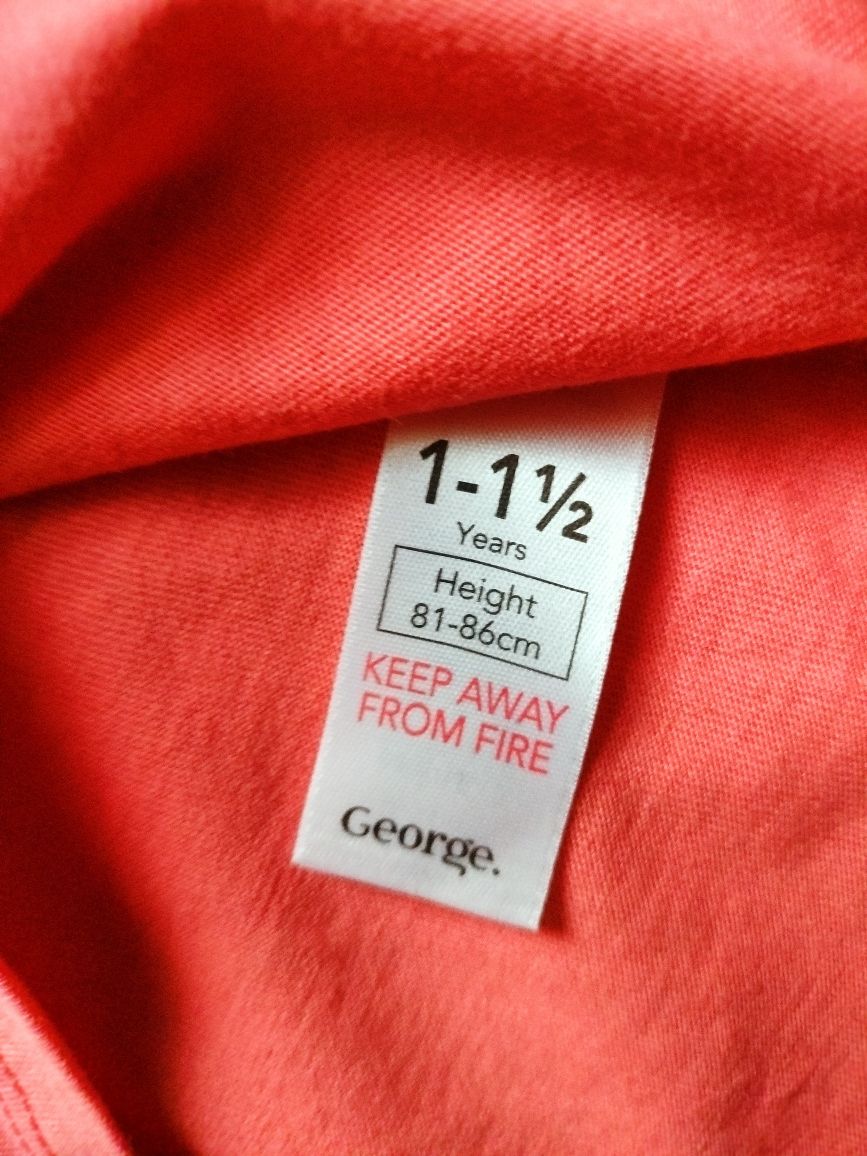 1-1½
Years
Height
81-86cm
KEEP AWAY
FROM FIRE
George.